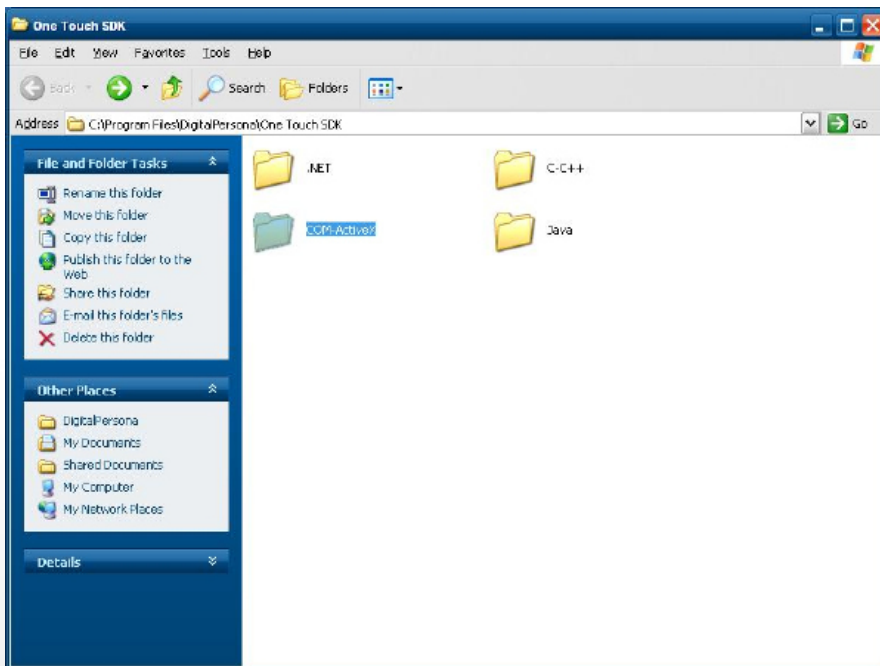 One Touch SDK
File Edit View Favorites Tools Help
Back Search Folders
Address C:\Program Files\DigitalPersona\One Touch SDK Go
File and Folder Tasks
Rename this folder
Move this folder
Copy this folder
Publish this folder to the
Web
Share this folder
E-mail this folder's files
Delete this folder
Other Places
DigitalPersona
My Documents
Shared Documents
My Computer
My Network Places
Details
.NET C-C++
COM-ActiveX Java